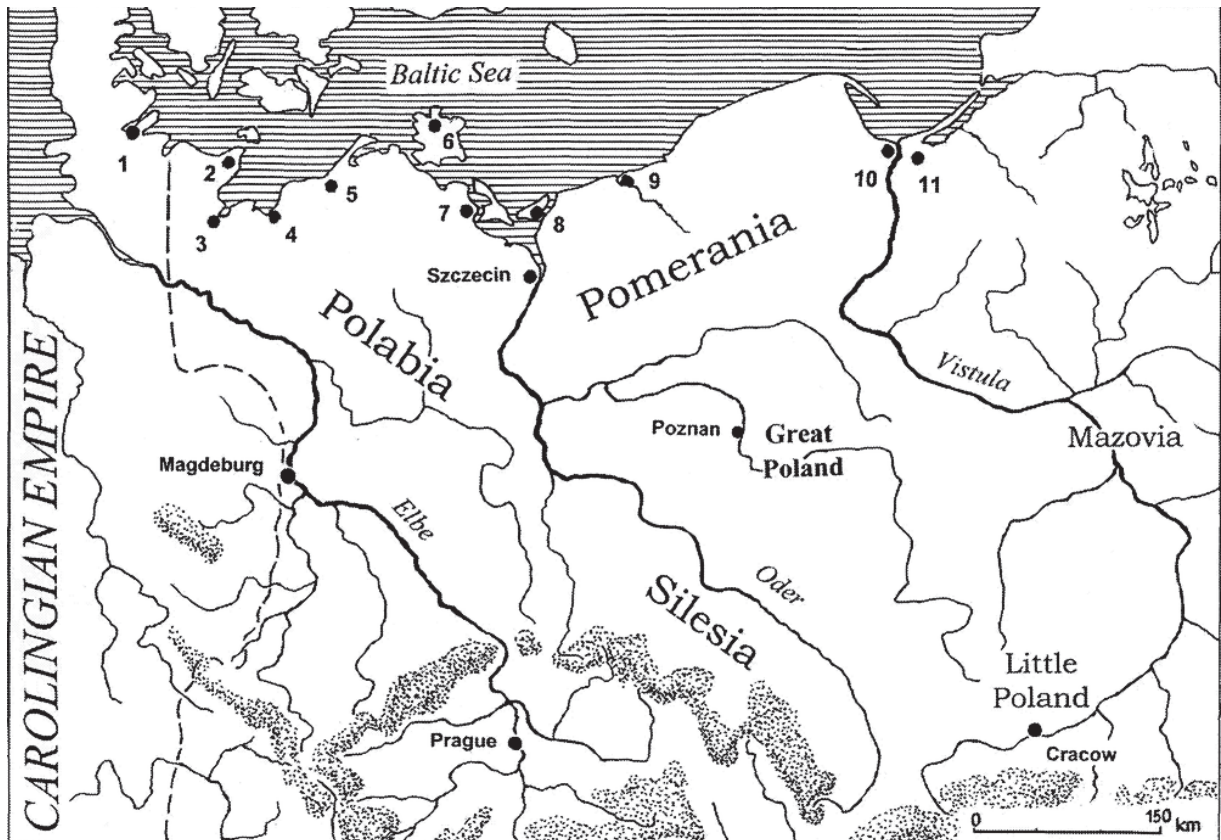 Baltic Sea
1
2
3
4
5
6
7
8
9
10
11
Szczecin
Pomerania
Polabia
Vistula
CAROLINGIAN EMPIRE
Poznan
Great
Poland
Mazovia
Magdeburg
Elbe
Oder
Silesia
Little
Poland
Prague
Cracow
0 150 km